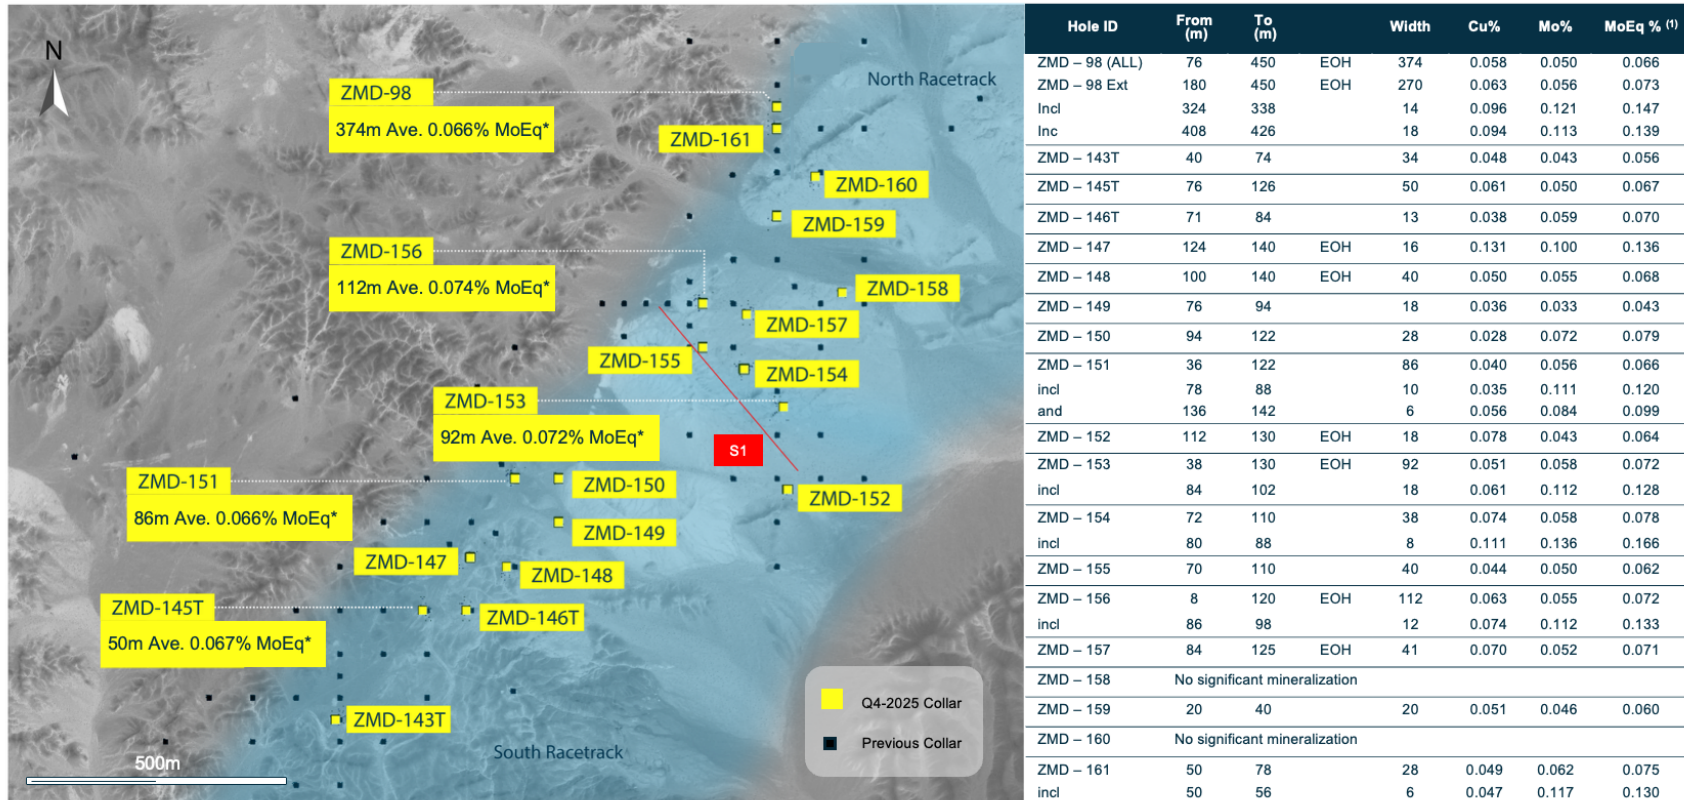 N
North Racetrack
ZMD-98
374m Ave. 0.066% MoEq*
ZMD-161
ZMD-160
ZMD-159
ZMD-156
112m Ave. 0.074% MoEq*
ZMD-158
ZMD-157
ZMD-155
ZMD-154
ZMD-153
92m Ave. 0.072% MoEq*
S1
ZMD-151
86m Ave. 0.066% MoEq*
ZMD-150
ZMD-152
ZMD-149
ZMD-147
ZMD-148
ZMD-145T
50m Ave. 0.067% MoEq*
ZMD-146T
ZMD-143T
South Racetrack
500m
Q4-2025 Collar
Previous Collar
Hole ID From (m) To (m) Width Cu% Mo% MoEq % (1)
ZMD – 98 (ALL) 76 450 EOH 374 0.058 0.050 0.066
ZMD – 98 Ext 180 450 EOH 270 0.063 0.056 0.073
Incl 324 338 14 0.096 0.121 0.147
Inc 408 426 18 0.094 0.113 0.139
ZMD – 143T 40 74 34 0.048 0.043 0.056
ZMD – 145T 76 126 50 0.061 0.050 0.067
ZMD – 146T 71 84 13 0.038 0.059 0.070
ZMD – 147 124 140 EOH 16 0.131 0.100 0.136
ZMD – 148 100 140 EOH 40 0.050 0.055 0.068
ZMD – 149 76 94 18 0.036 0.033 0.043
ZMD – 150 94 122 28 0.028 0.072 0.079
ZMD – 151 36 122 86 0.040 0.056 0.066
incl 78 88 10 0.035 0.111 0.120
and 136 142 6 0.056 0.084 0.099
ZMD – 152 112 130 EOH 18 0.078 0.043 0.064
ZMD – 153 38 130 EOH 92 0.051 0.058 0.072
incl 84 102 18 0.061 0.112 0.128
ZMD – 154 72 110 38 0.074 0.058 0.078
incl 80 88 8 0.111 0.136 0.166
ZMD – 155 70 110 40 0.044 0.050 0.062
ZMD – 156 8 120 EOH 112 0.063 0.055 0.072
incl 86 98 12 0.074 0.112 0.133
ZMD – 157 84 125 EOH 41 0.070 0.052 0.071
ZMD – 158 No significant mineralization
ZMD – 159 20 40 20 0.051 0.046 0.060
ZMD – 160 No significant mineralization
ZMD – 161 50 78 28 0.049 0.062 0.075
incl 50 56 6 0.047 0.117 0.130